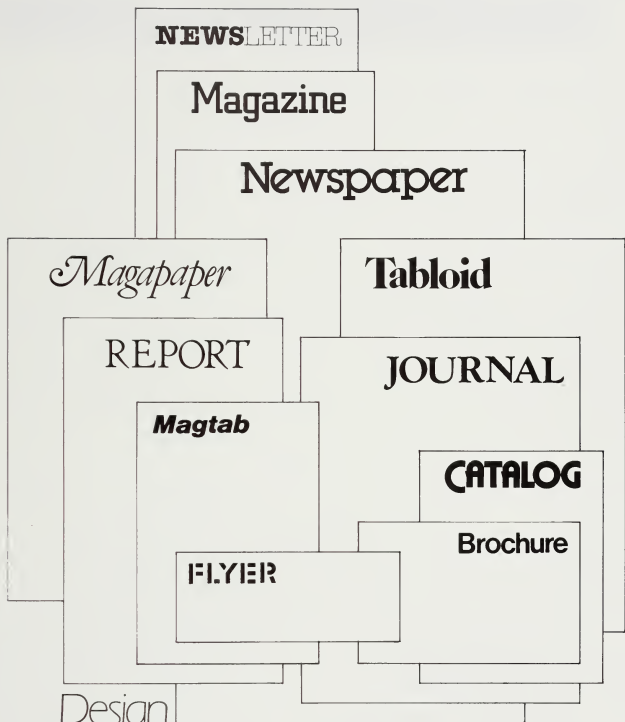 NEWSLETTER
Magazine
Newspaper
Magapaper
Tabloid
REPORT
JOURNAL
Magtab
CATALOG
Brochure
FLYER
Design